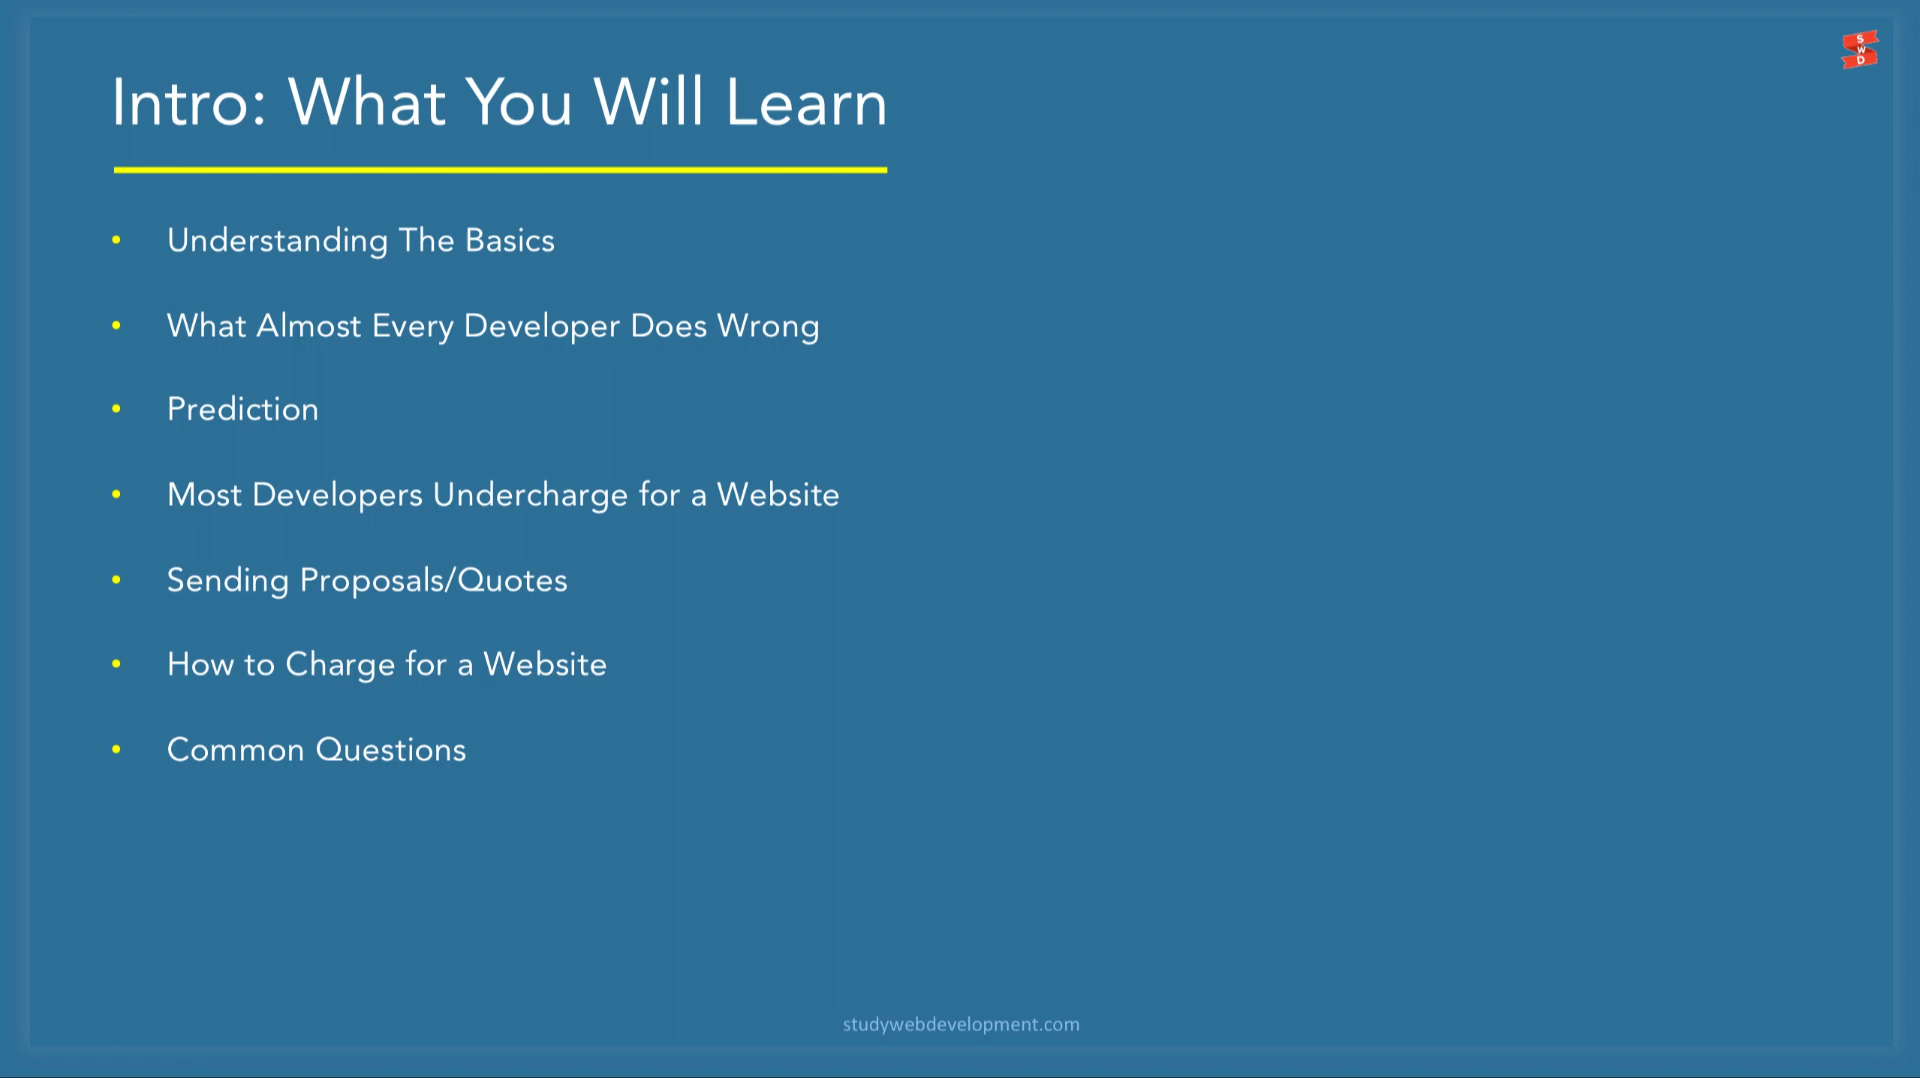 S
W
D
Intro: What You Will Learn
• Understanding The Basics
• What Almost Every Developer Does Wrong
• Prediction
• Most Developers Undercharge for a Website
• Sending Proposals/Quotes
• How to Charge for a Website
• Common Questions
studywebdevelopment.com